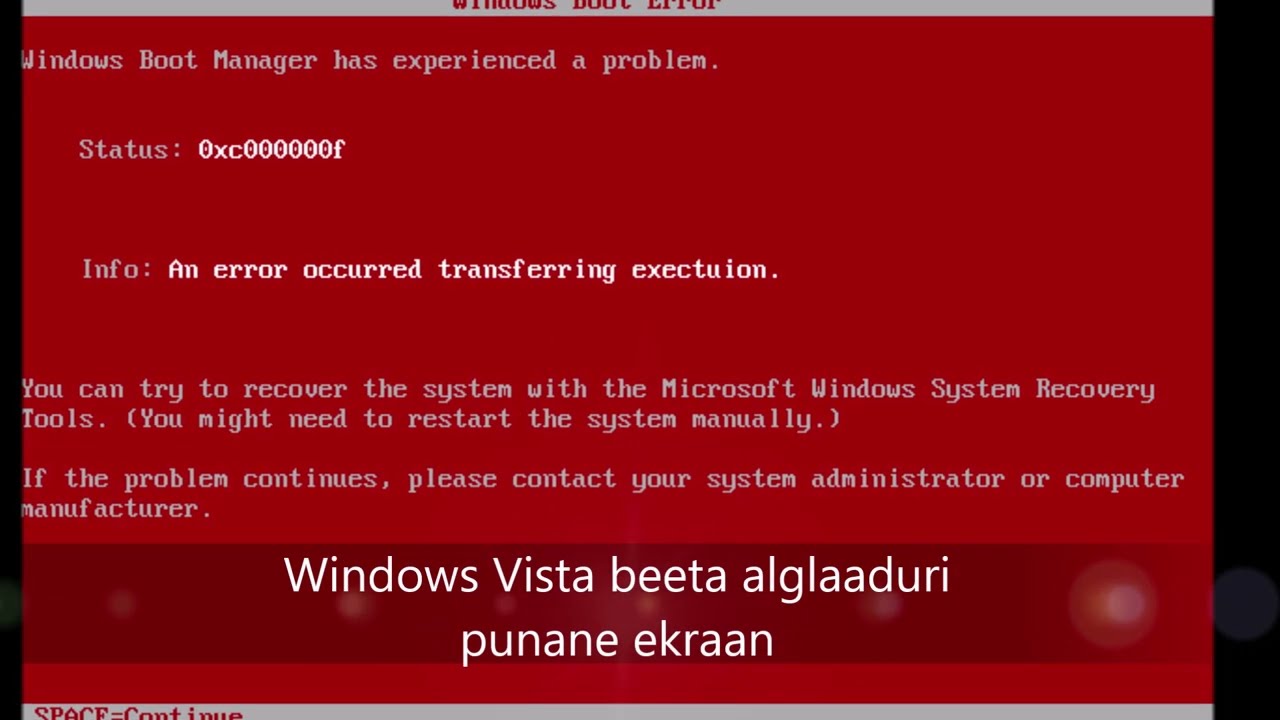 Windows Boot Error
Windows Boot Manager has experienced a problem.
Status: 0xc000000f
Info: An error occurred transferring exectuion.
You can try to recover the system with the Microsoft Windows System Recovery
Tools. (You might need to restart the system manually.)
If the problem continues, please contact your system administrator or computer
manufacturer.
Windows Vista beeta alglaaduri
punane ekraan
SPACE=Continue